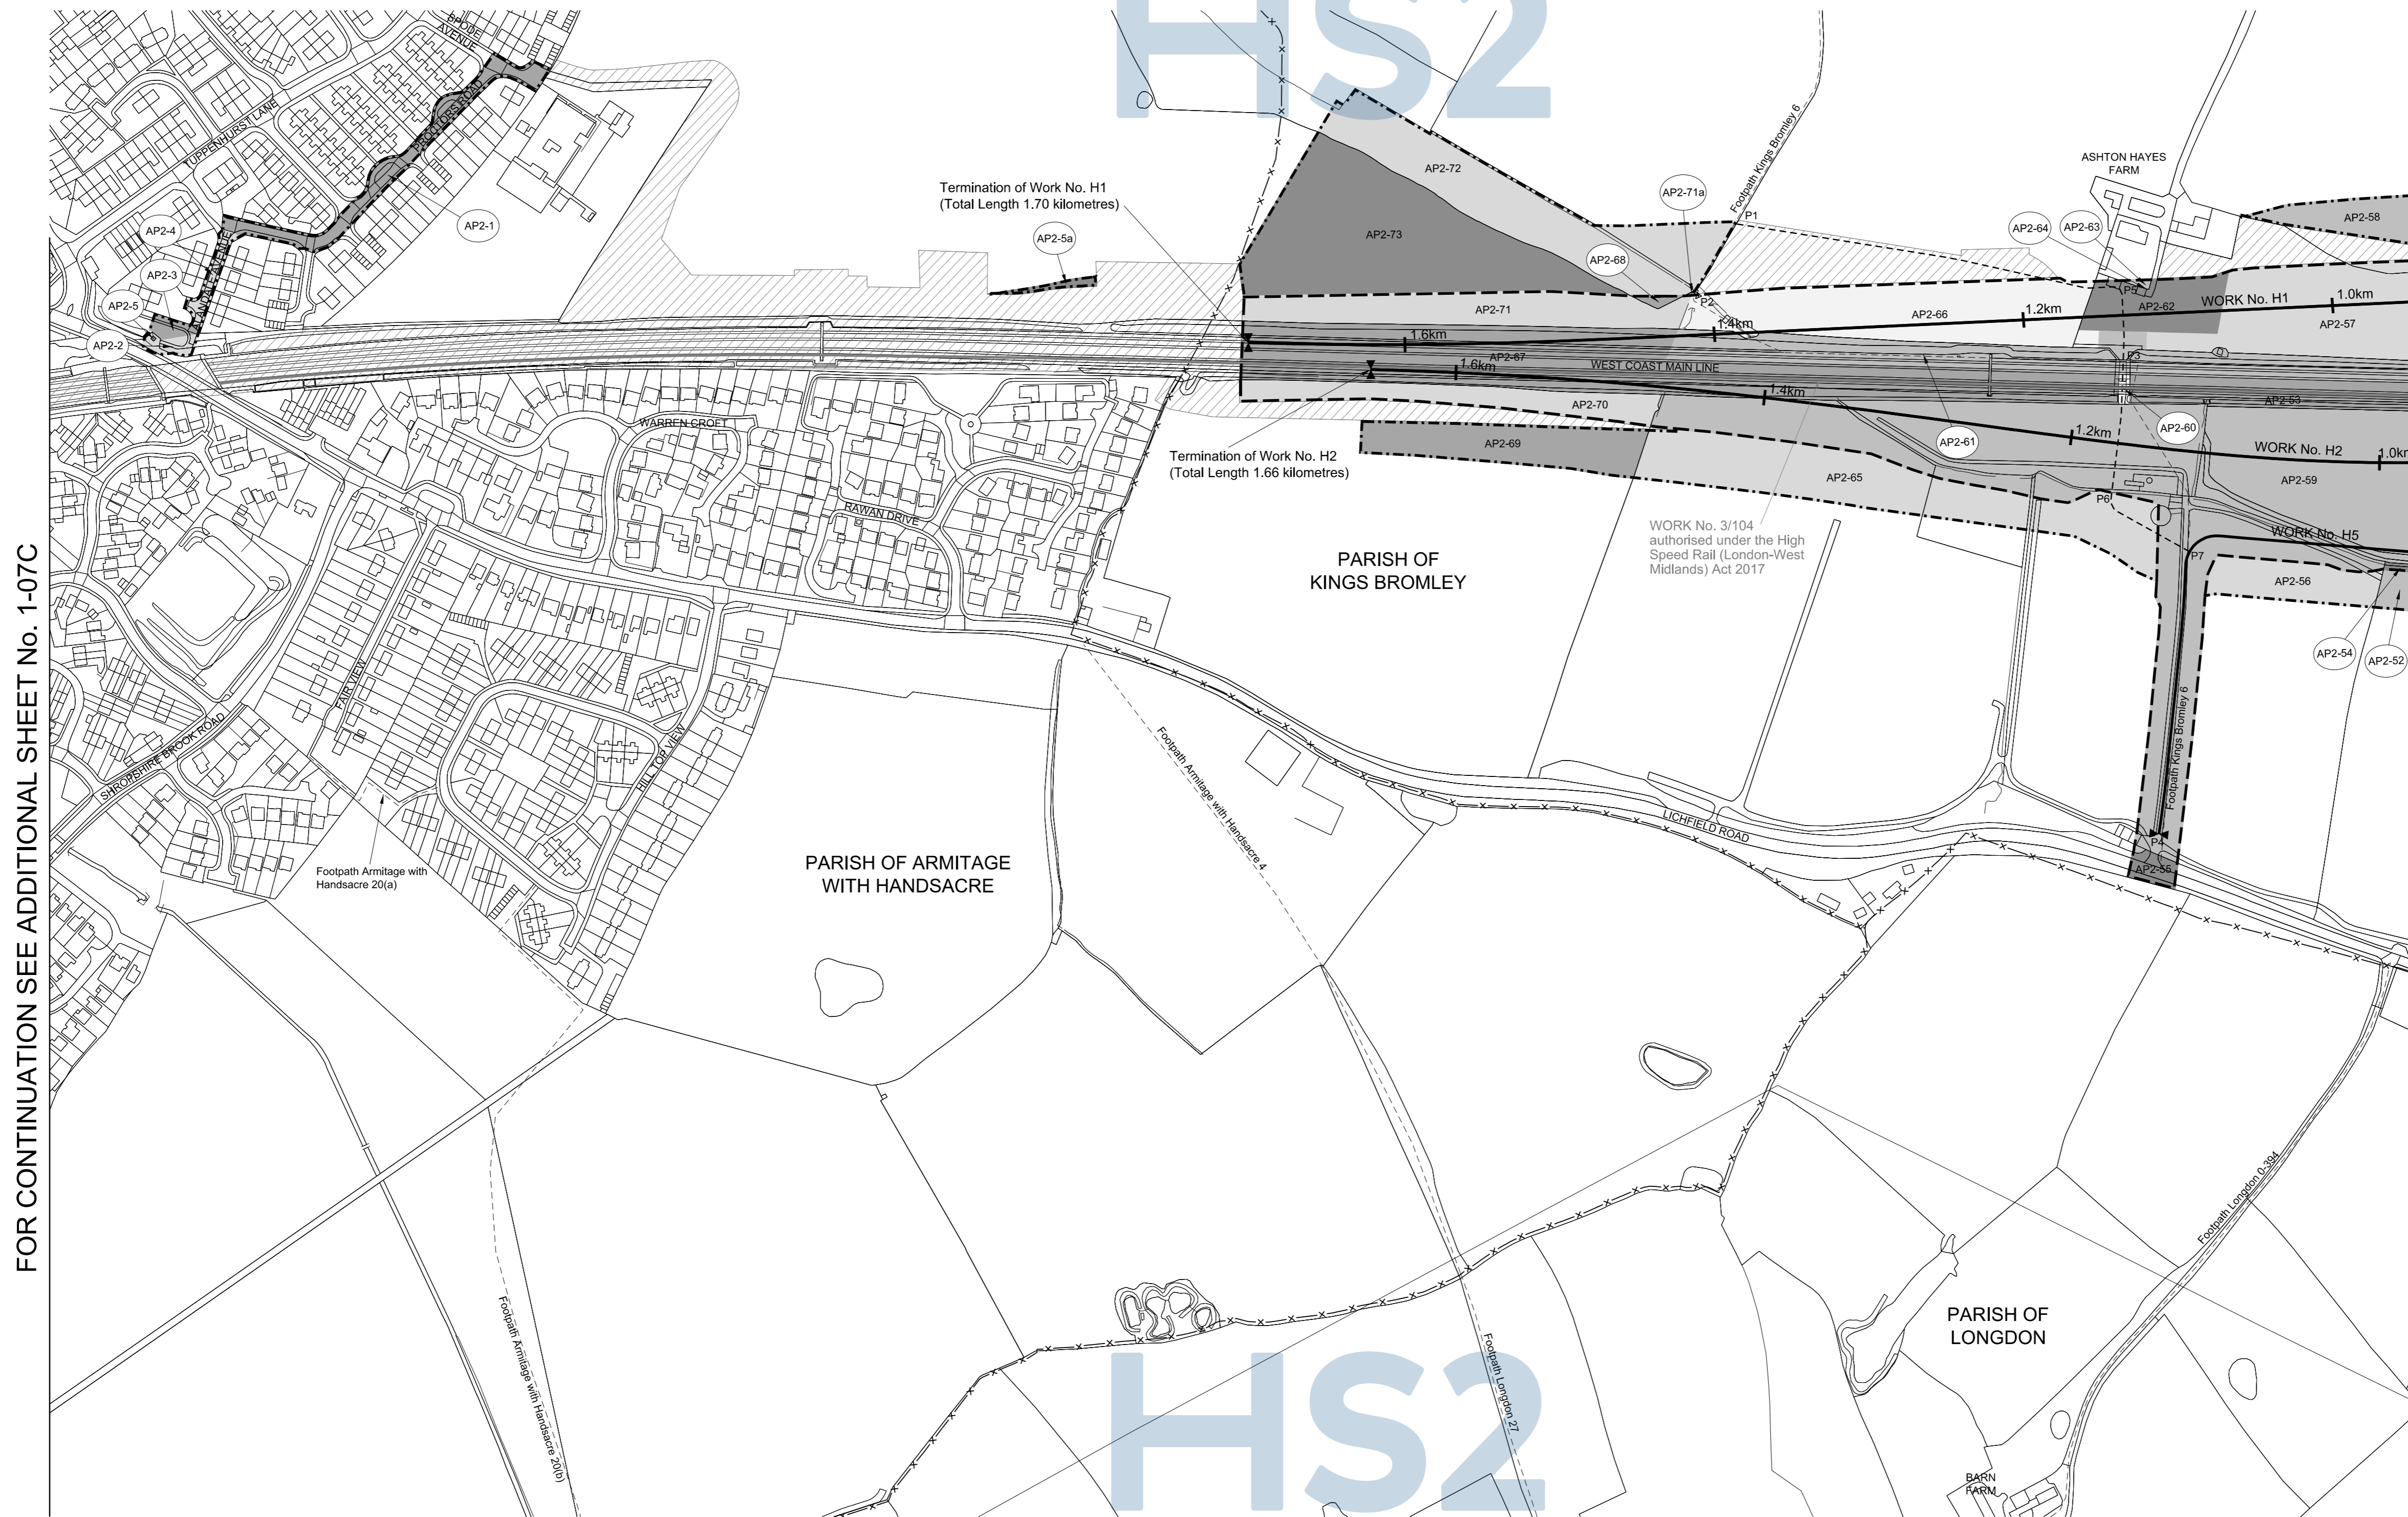 HS2
SPODE
AVENUE
PROCTORS ROAD
TUPPENHURST LANE
AP2-1
AP2-4
AP2-3
AP2-5
AP2-2
Termination of Work No. H1
(Total Length 1.70 kilometres)
AP2-5a
AP2-72
AP2-73
AP2-71a
Footpath Kings Bromley 6
P1
AP2-68
P2
AP2-71
1.6km
1.4km
AP2-66
1.2km
WORK No. H1
1.0km
AP2-57
ASHTON HAYES
FARM
AP2-64
AP2-63
AP2-58
P5
AP2-62
P3
AP2-67
1.6km
WEST COAST MAIN LINE
1.4km
AP2-53
AP2-70
AP2-61
AP2-60
1.2km
WORK No. H2
1.0km
AP2-69
AP2-65
AP2-59
P6
WORK No. H5
P7
AP2-56
AP2-54
AP2-52
Termination of Work No. H2
(Total Length 1.66 kilometres)
WORK No. 3/104
authorised under the High
Speed Rail (London-West
Midlands) Act 2017
WARREN CROFT
RAWAN DRIVE
PARISH OF
KINGS BROMLEY
FOR CONTINUATION SEE ADDITIONAL SHEET No. 1-07C
FAIR VIEW
SHROPSHIRE BROOK ROAD
HILL TOP VIEW
Footpath Armitage with
Handsacre 20(a)
PARISH OF ARMITAGE
WITH HANDSACRE
Footpath Armitage with Handsacre 4
LICHFIELD ROAD
Footpath Kings Bromley 6
P4
AP2-55
Footpath Armitage with Handsacre 20(b)
Footpath Longdon 27
Footpath Longdon 0-394
PARISH OF
LONGDON
BARN
FARM
HS2